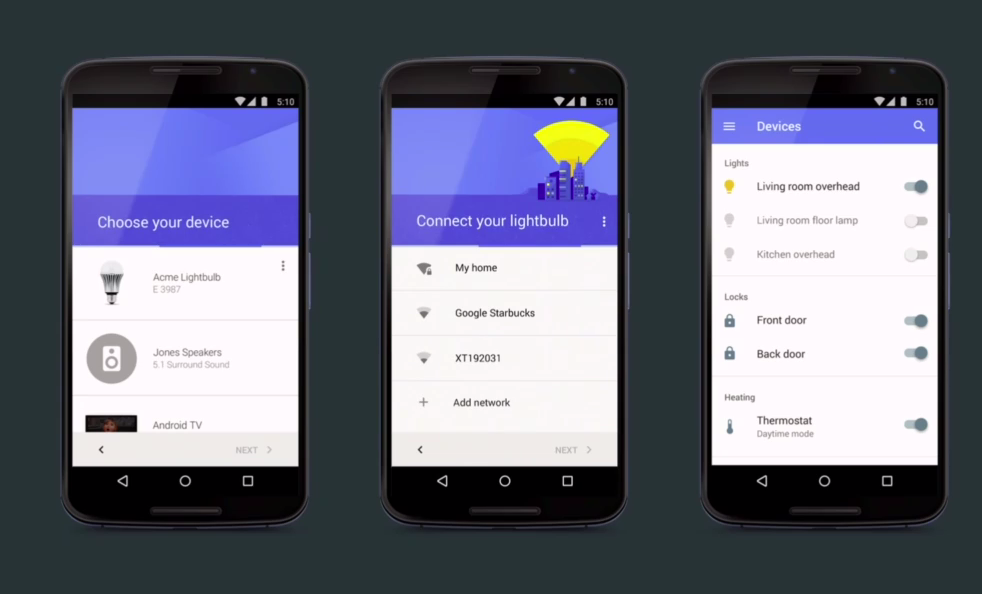 5:10
Choose your device
Acme Lightbulb
E 3987
Jones Speakers
5.1 Surround Sound
Android TV
NEXT
5:10
Connect your lightbulb
My home
Google Starbucks
XT192031
Add network
NEXT
5:10
Devices
Lights
Living room overhead
Living room floor lamp
Kitchen overhead
Locks
Front door
Back door
Heating
Thermostat
Daytime mode